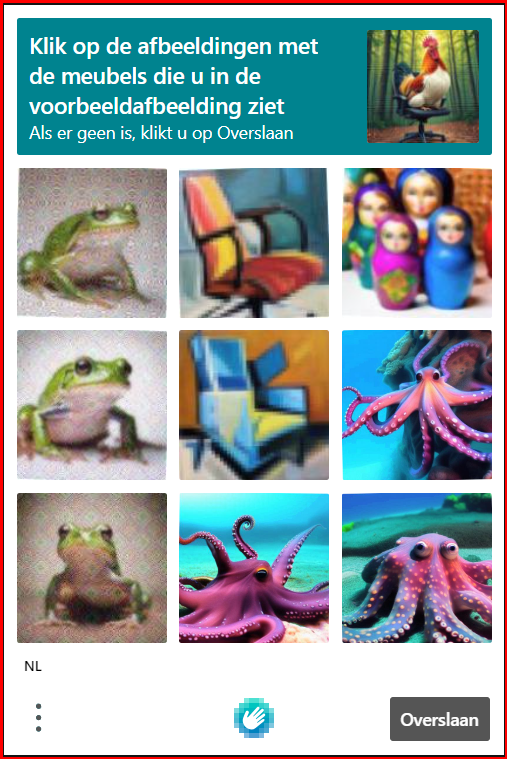 Klik op de afbeeldingen met
de meubels die u in de
voorbeeldafbeelding ziet
Als er geen is, klikt u op Overslaan
NL
Overslaan